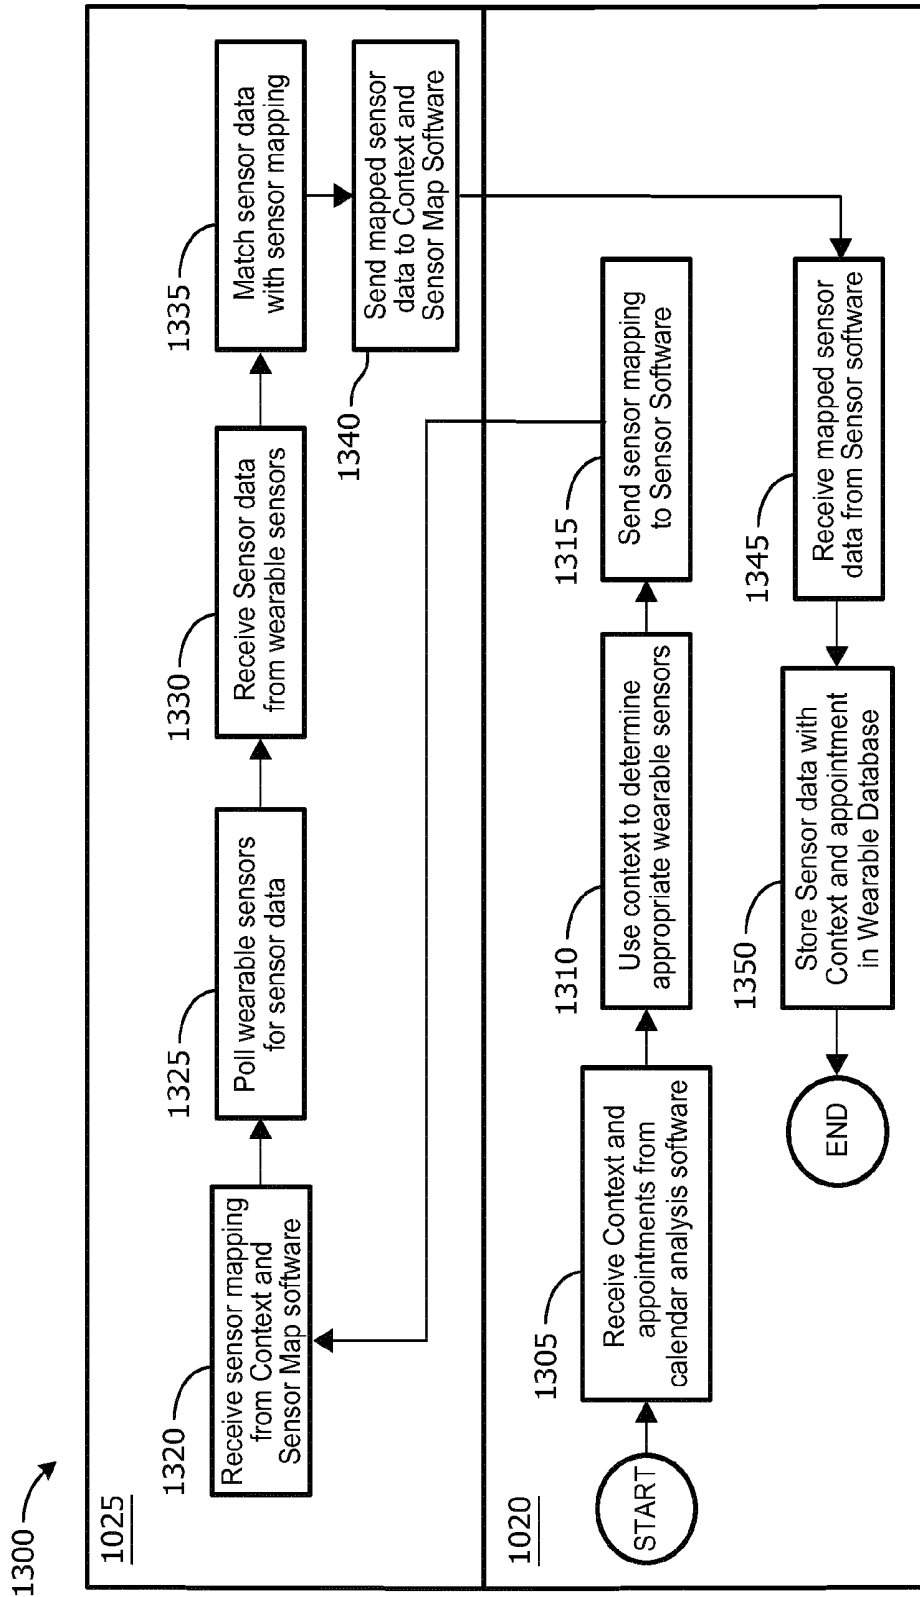 1300
1025
1320
Receive sensor mapping
from Context and
Sensor Map software
1325
Poll wearable sensors
for sensor data
1330
Receive Sensor data
from wearable sensors
1335
Match sensor data
with sensor mapping
1340
Send mapped sensor
data to Context and
Sensor Map Software
1020
START
1305
Receive Context and
appointments from
calendar analysis software
1310
Use context to determine
appropriate wearable sensors
1315
Send sensor mapping
to Sensor Software
1345
Receive mapped sensor
data from Sensor software
1350
Store Sensor data with
Context and appointment
in Wearable Database
END